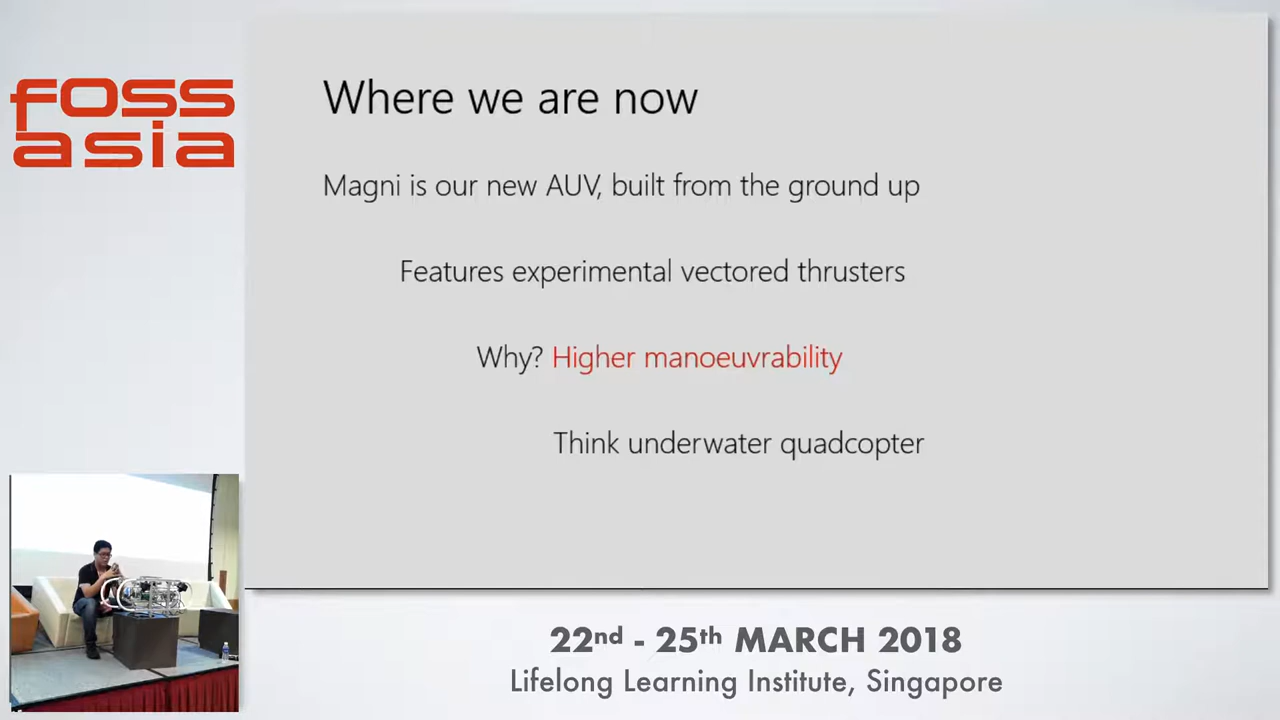 foss
asia
Where we are now
Magni is our new AUV, built from the ground up
Features experimental vectored thrusters
Why? Higher manoeuvrability
Think underwater quadcopter
22nd - 25th MARCH 2018
Lifelong Learning Institute, Singapore